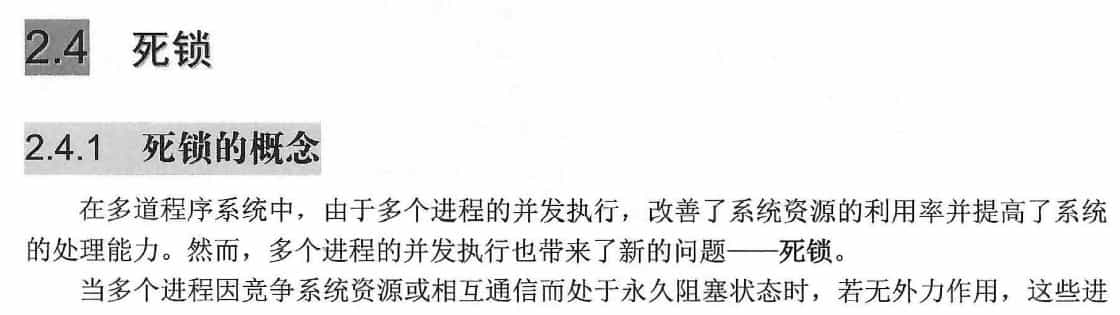 2.4 死锁
2.4.1 死锁的概念
在多道程序系统中，由于多个进程的并发执行，改善了系统资源的利用率并提高了系统
的处理能力。然而，多个进程的并发执行也带来了新的问题——死锁。
当多个进程因竞争系统资源或相互通信而处于永久阻塞状态时，若无外力作用，这些进